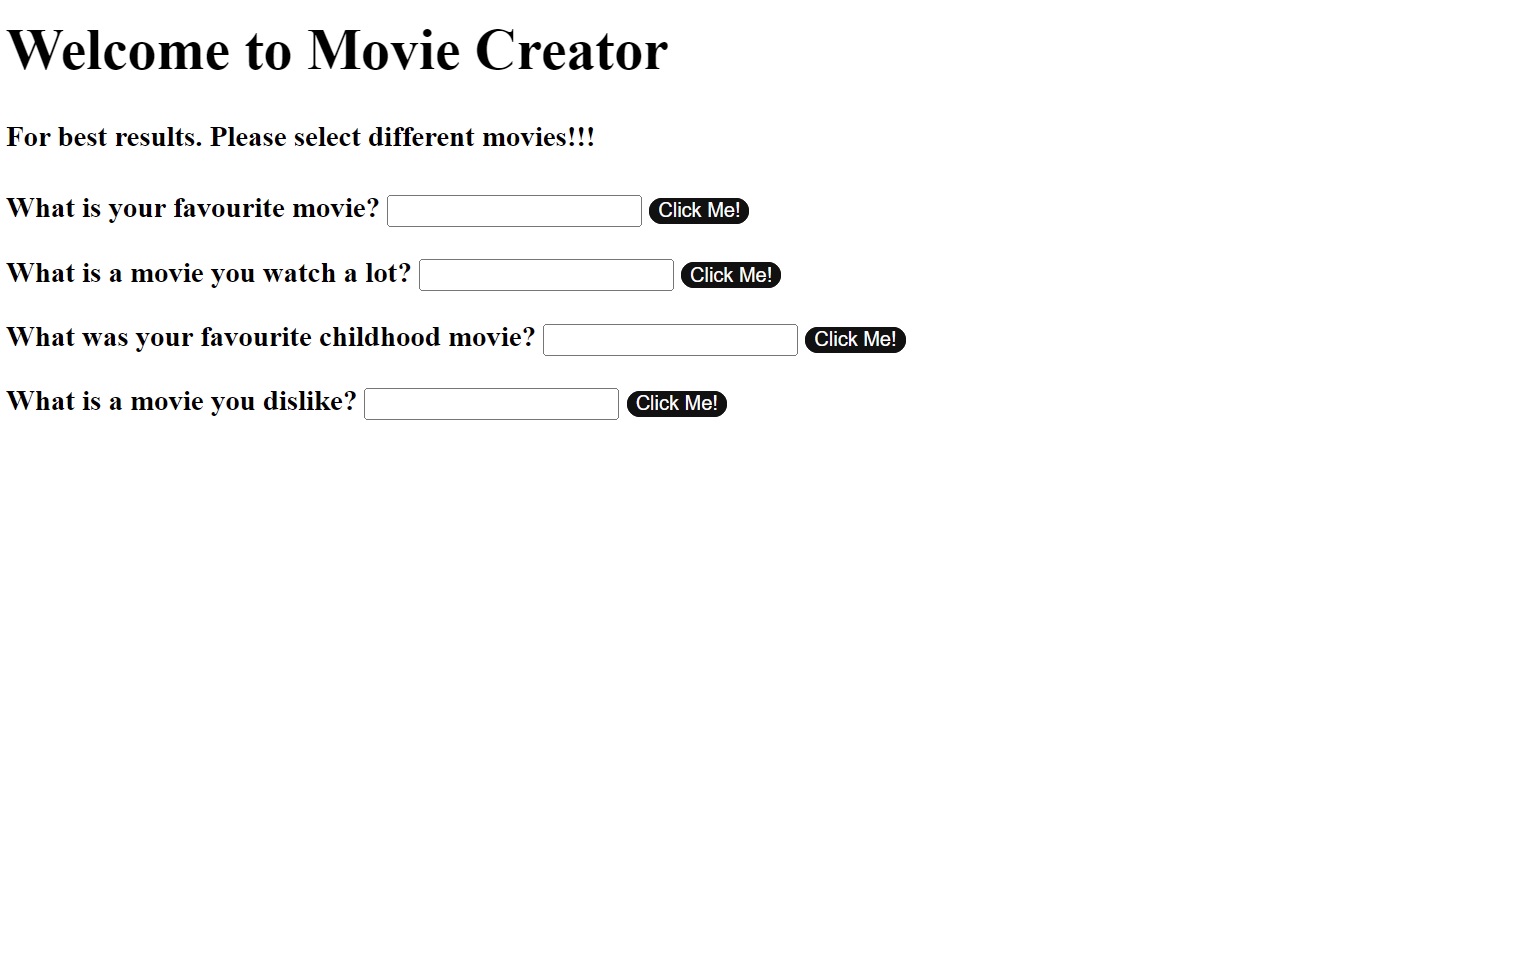 Welcome to Movie Creator
For best results. Please select different movies!!!
What is your favourite movie? Click Me!
What is a movie you watch a lot? Click Me!
What was your favourite childhood movie? Click Me!
What is a movie you dislike? Click Me!